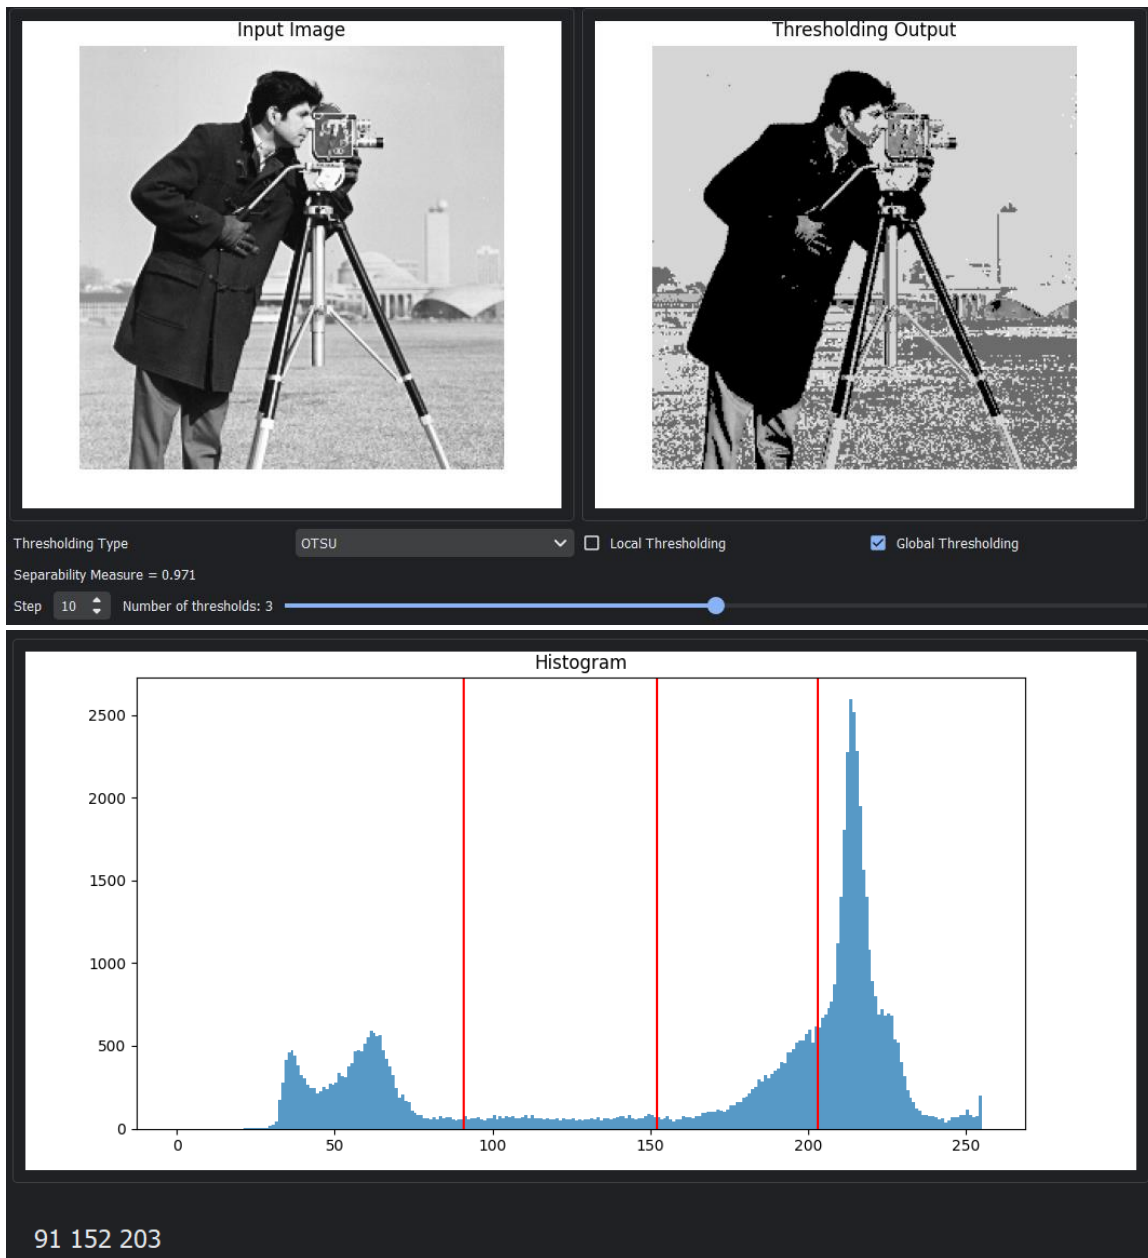 Input Image
Thresholding Output
Thresholding Type
OTSU
Local Thresholding
Global Thresholding
Separability Measure = 0.971
Step 10 Number of thresholds: 3
Histogram
2500
2000
1500
1000
500
0
0 50 100 150 200 250
91 152 203